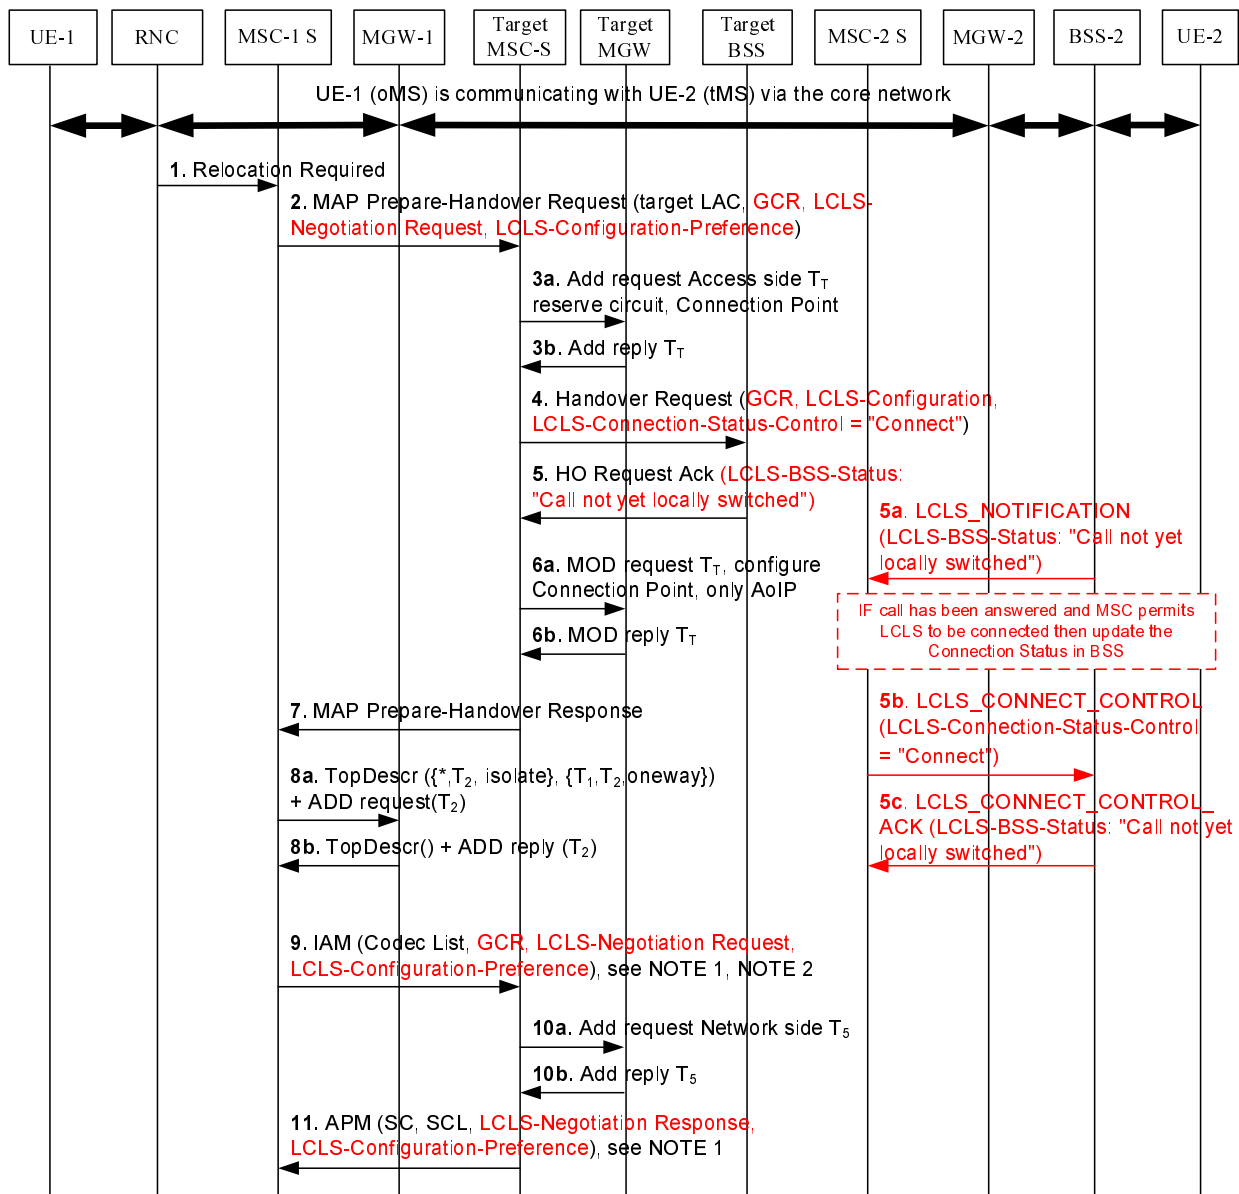 UE-1
RNC
MSC-1 S
MGW-1
Target
MSC-S
Target
MGW
Target
BSS
MSC-2 S
MGW-2
BSS-2
UE-2
UE-1 (oMS) is communicating with UE-2 (tMS) via the core network
1. Relocation Required
2. MAP Prepare-Handover Request (target LAC, GCR, LCLS-
Negotiation Request, LCLS-Configuration-Preference)
3a. Add request Access side TT
reserve circuit, Connection Point
3b. Add reply TT
4. Handover Request (GCR, LCLS-Configuration,
LCLS-Connection-Status-Control = "Connect")
5. HO Request Ack (LCLS-BSS-Status:
"Call not yet locally switched")
5a. LCLS_NOTIFICATION
(LCLS-BSS-Status: "Call not yet
locally switched")
6a. MOD request TT, configure
Connection Point, only AoIP
6b. MOD reply TT
IF call has been answered and MSC permits
LCLS to be connected then update the
Connection Status in BSS
7. MAP Prepare-Handover Response
5b. LCLS_CONNECT_CONTROL
(LCLS-Connection-Status-Control
= "Connect")
8a. TopDescr ({*,T2, isolate}, {T1,T2,oneway})
+ ADD request(T2)
5c. LCLS_CONNECT_CONTROL_
ACK (LCLS-BSS-Status: "Call not yet
locally switched")
8b. TopDescr() + ADD reply (T2)
9. IAM (Codec List, GCR, LCLS-Negotiation Request,
LCLS-Configuration-Preference), see NOTE 1, NOTE 2
10a. Add request Network side T5
10b. Add reply T5
11. APM (SC, SCL, LCLS-Negotiation Response,
LCLS-Configuration-Preference), see NOTE 1